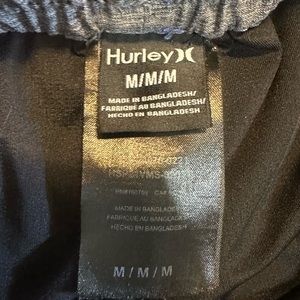 Hurley
M/M/M
MADE IN BANGLADESH/
FABRIQUÉ AU BANGLADESH/
HECHO EN BANGLADESH
MADE IN BANGLADESH/
FABRIQUÉ AU BANGLADESH/
HECHO EN BANGLADESH
M / M / M